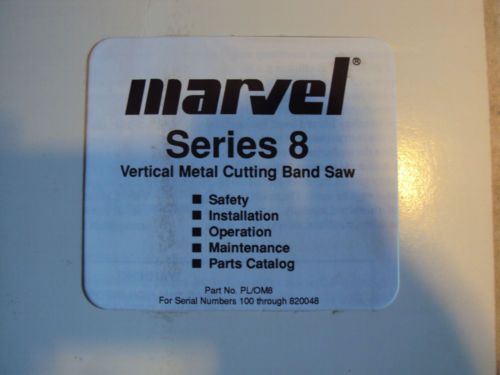 marvel®
Series 8
Vertical Metal Cutting Band Saw
■ Safety
■ Installation
■ Operation
■ Maintenance
■ Parts Catalog
Part No. PL/OM8
For Serial Numbers 100 through 820048